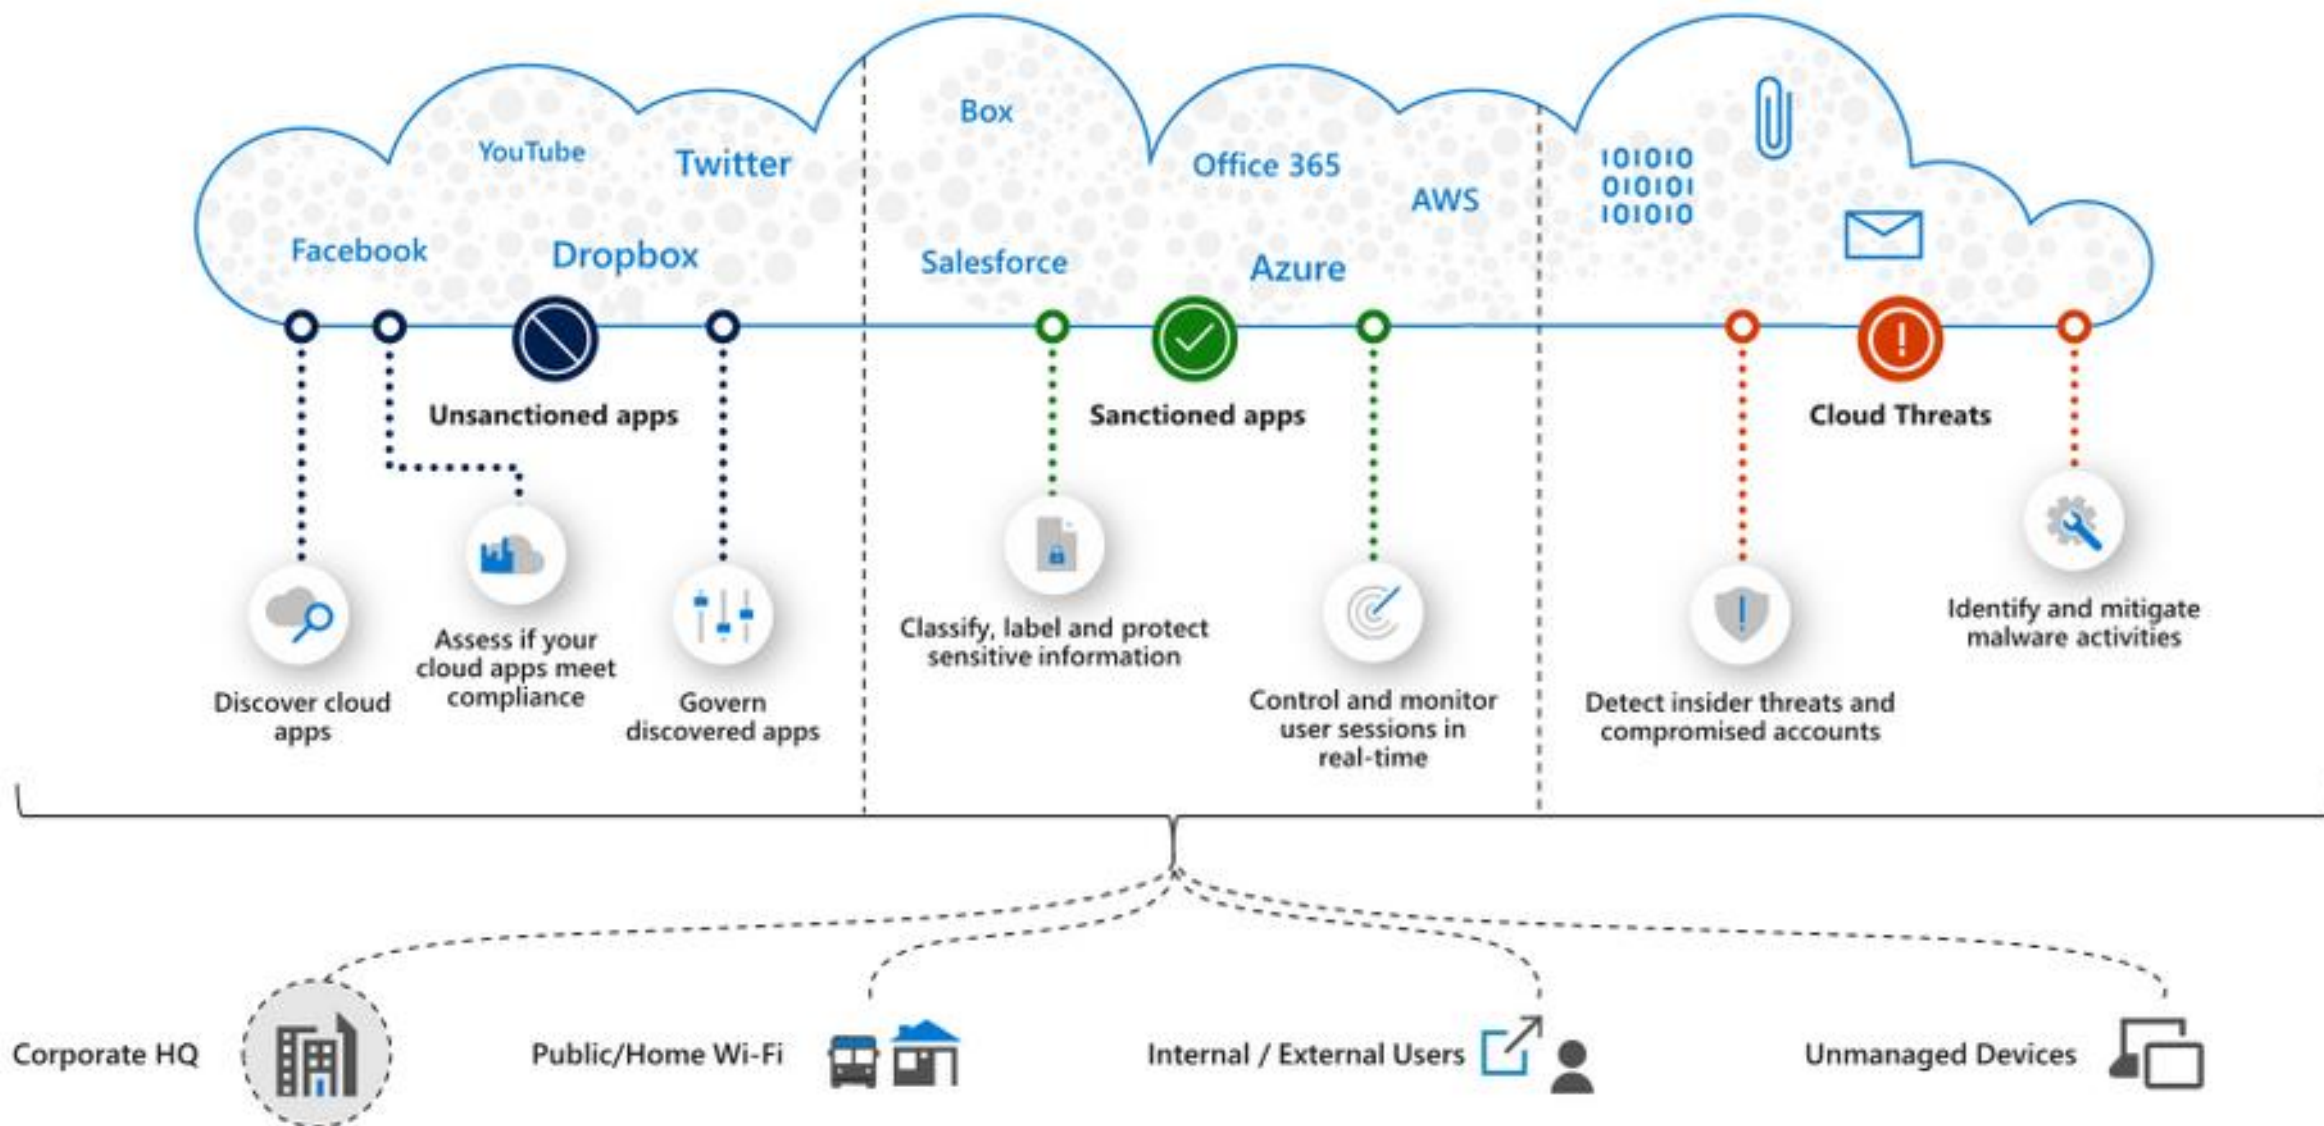 Box
YouTube
Twitter
Office 365
AWS
101010
010101
101010
Facebook
Dropbox
Salesforce
Azure
Unsanctioned apps
Sanctioned apps
Cloud Threats
Discover cloud
apps
Assess if your
cloud apps meet
compliance
Govern
discovered apps
Classify, label and protect
sensitive information
Control and monitor
user sessions in
real-time
Detect insider threats and
compromised accounts
Identify and mitigate
malware activities
Corporate HQ
Public/Home Wi-Fi
Internal / External Users
Unmanaged Devices